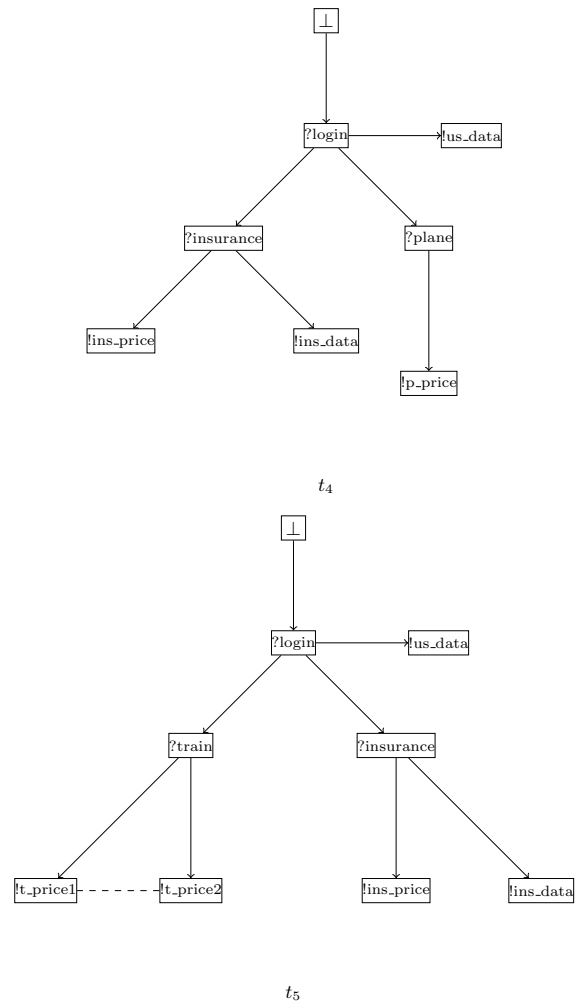 ⊥
?login !us_data
?insurance ?plane
!ins_price !ins_data
!p_price
t₄
⊥
?login !us_data
?train ?insurance
!t_price1 !t_price2 !ins_price !ins_data
t₅